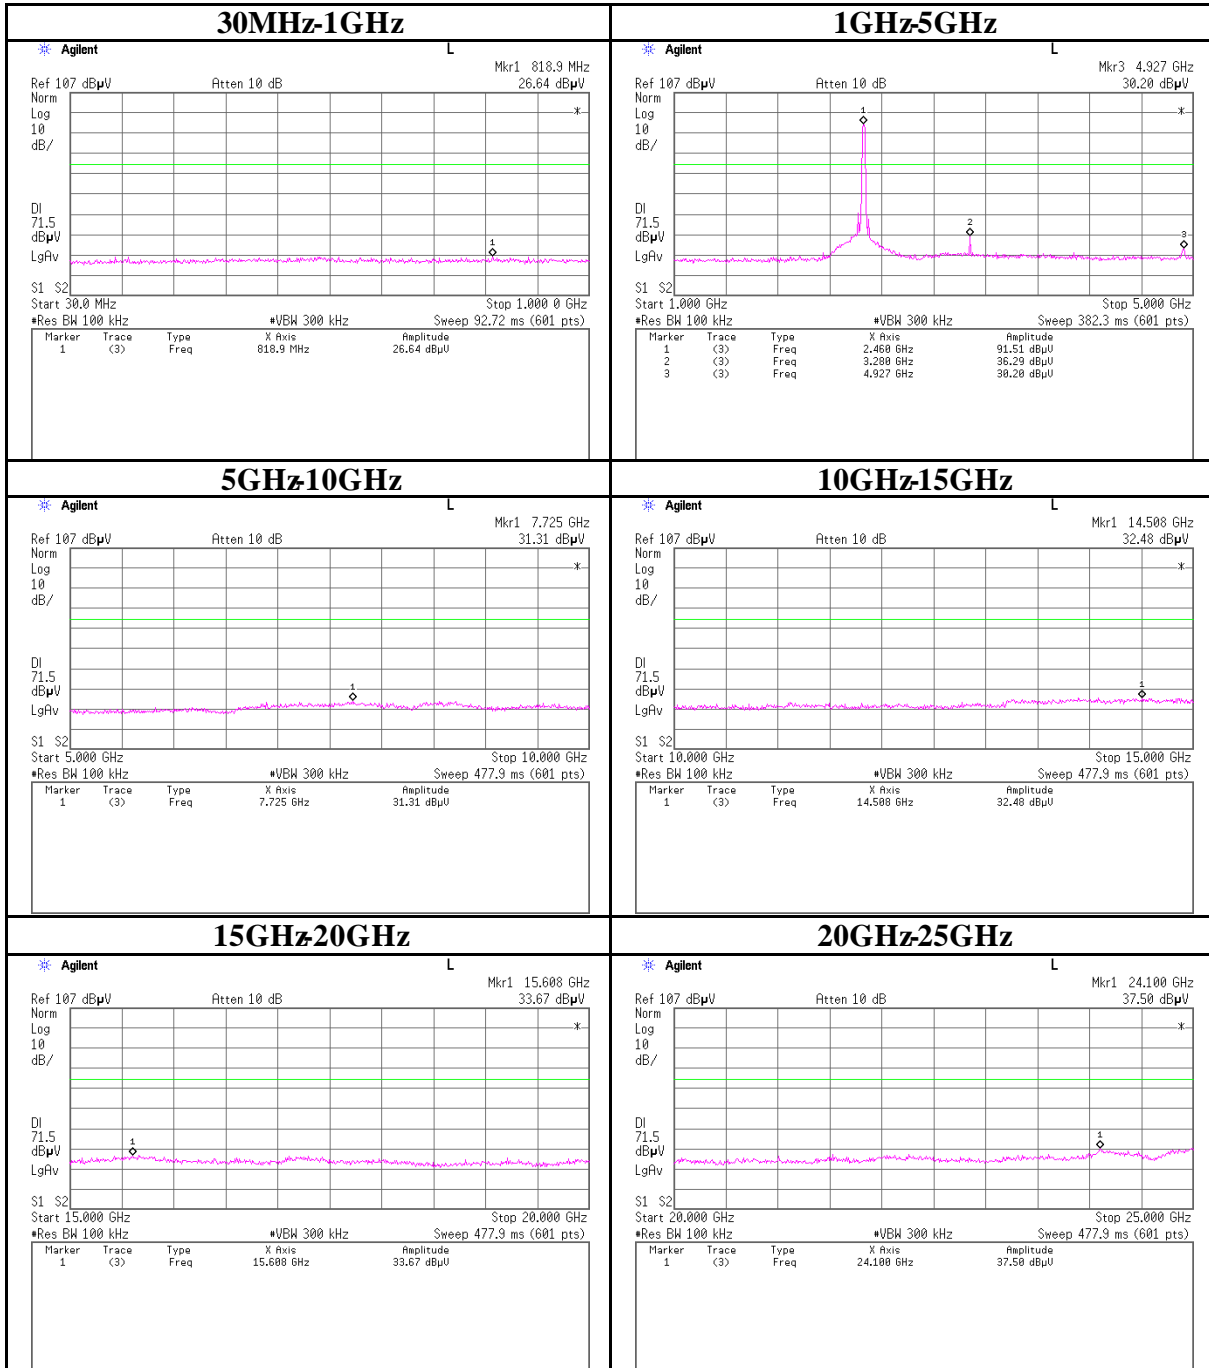 30MHz-1GHz
Agilent L
Mkr1 818.9 MHz
Ref 107 dBµV Atten 10 dB 26.64 dBµV
Norm
Log
10
dB/
*
1
DI
71.5
dBµV
LgAv
S1 S2
Start 30.0 MHz Stop 1.000 0 GHz
#Res BW 100 kHz #VBW 300 kHz Sweep 92.72 ms (601 pts)
Marker Trace Type X Axis Amplitude
1 (3) Freq 818.9 MHz 26.64 dBµV
1GHz-5GHz
Agilent L
Mkr3 4.927 GHz
Ref 107 dBµV Atten 10 dB 30.20 dBµV
Norm
Log
10
dB/
*
1
2
3
DI
71.5
dBµV
LgAv
S1 S2
Start 1.000 GHz Stop 5.000 GHz
#Res BW 100 kHz #VBW 300 kHz Sweep 382.3 ms (601 pts)
Marker Trace Type X Axis Amplitude
1 (3) Freq 2.460 GHz 91.51 dBµV
2 (3) Freq 3.280 GHz 36.29 dBµV
3 (3) Freq 4.927 GHz 30.20 dBµV
5GHz-10GHz
Agilent L
Mkr1 7.725 GHz
Ref 107 dBµV Atten 10 dB 31.31 dBµV
Norm
Log
10
dB/
*
1
DI
71.5
dBµV
LgAv
S1 S2
Start 5.000 GHz Stop 10.000 GHz
#Res BW 100 kHz #VBW 300 kHz Sweep 477.9 ms (601 pts)
Marker Trace Type X Axis Amplitude
1 (3) Freq 7.725 GHz 31.31 dBµV
10GHz-15GHz
Agilent L
Mkr1 14.508 GHz
Ref 107 dBµV Atten 10 dB 32.48 dBµV
Norm
Log
10
dB/
*
1
DI
71.5
dBµV
LgAv
S1 S2
Start 10.000 GHz Stop 15.000 GHz
#Res BW 100 kHz #VBW 300 kHz Sweep 477.9 ms (601 pts)
Marker Trace Type X Axis Amplitude
1 (3) Freq 14.508 GHz 32.48 dBµV
15GHz-20GHz
Agilent L
Mkr1 15.608 GHz
Ref 107 dBµV Atten 10 dB 33.67 dBµV
Norm
Log
10
dB/
*
1
DI
71.5
dBµV
LgAv
S1 S2
Start 15.000 GHz Stop 20.000 GHz
#Res BW 100 kHz #VBW 300 kHz Sweep 477.9 ms (601 pts)
Marker Trace Type X Axis Amplitude
1 (3) Freq 15.608 GHz 33.67 dBµV
20GHz-25GHz
Agilent L
Mkr1 24.100 GHz
Ref 107 dBµV Atten 10 dB 37.50 dBµV
Norm
Log
10
dB/
*
1
DI
71.5
dBµV
LgAv
S1 S2
Start 20.000 GHz Stop 25.000 GHz
#Res BW 100 kHz #VBW 300 kHz Sweep 477.9 ms (601 pts)
Marker Trace Type X Axis Amplitude
1 (3) Freq 24.100 GHz 37.50 dBµV